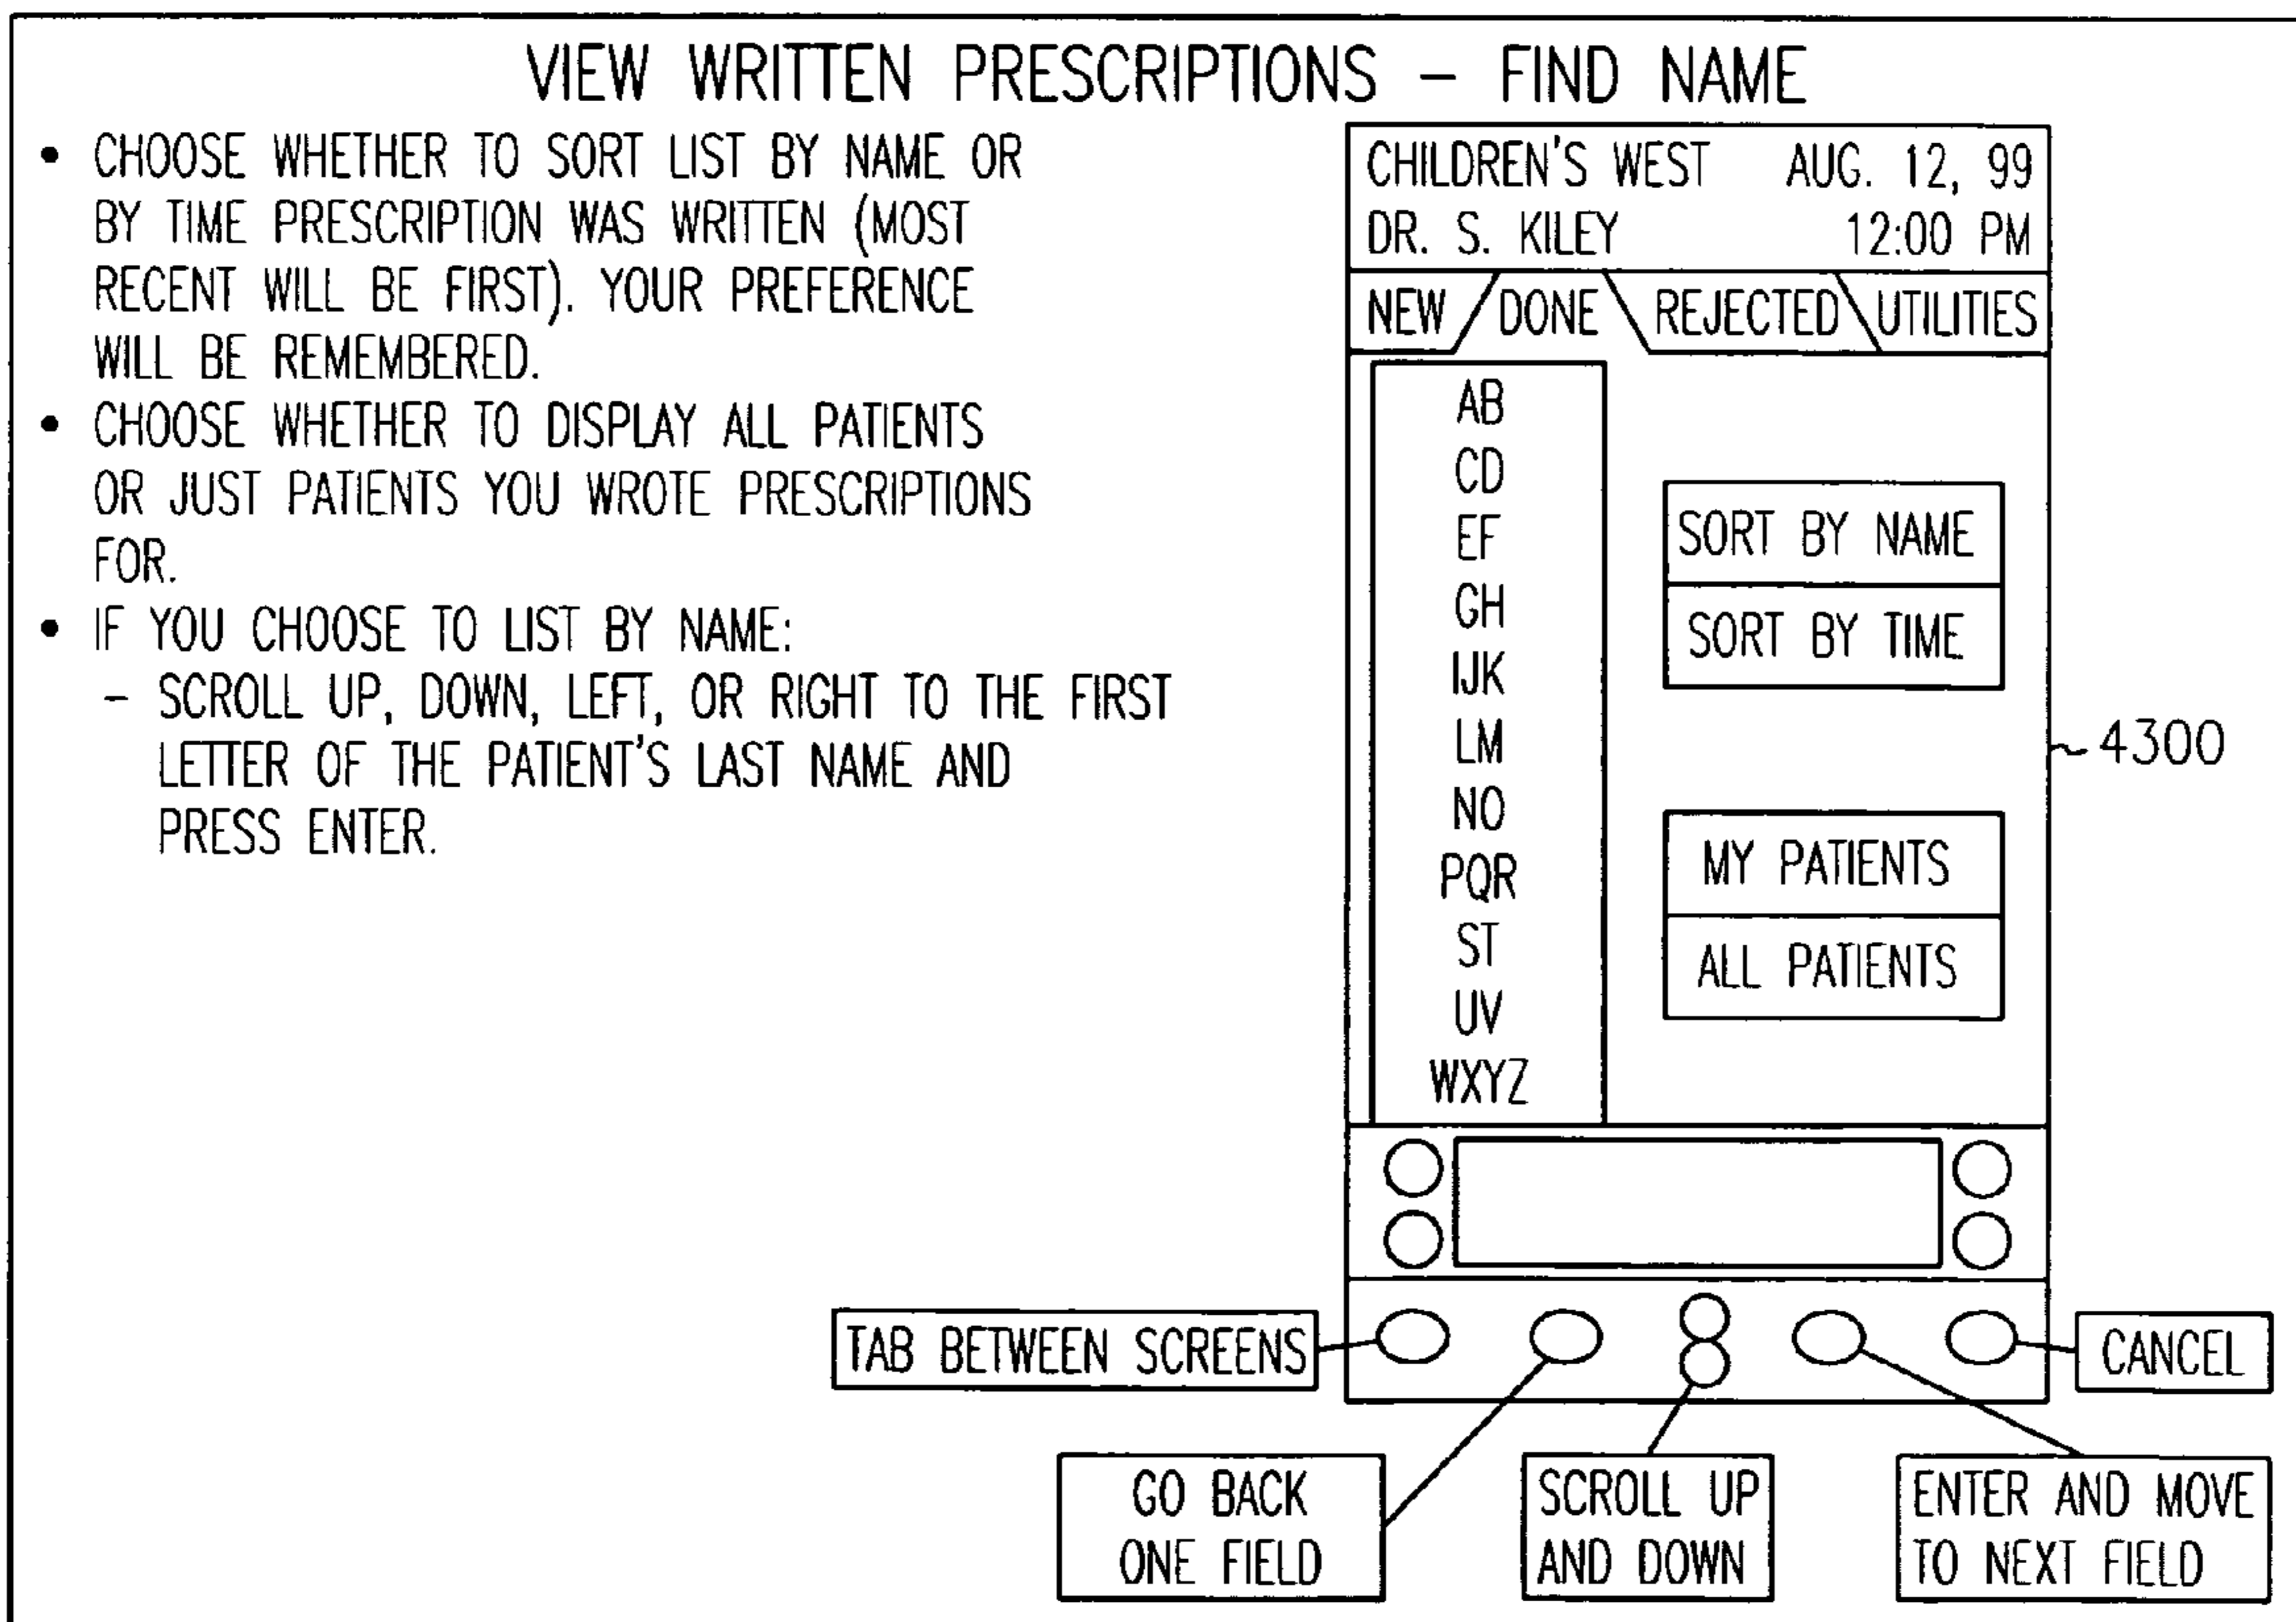 VIEW WRITTEN PRESCRIPTIONS – FIND NAME
• CHOOSE WHETHER TO SORT LIST BY NAME OR
BY TIME PRESCRIPTION WAS WRITTEN (MOST
RECENT WILL BE FIRST). YOUR PREFERENCE
WILL BE REMEMBERED.
• CHOOSE WHETHER TO DISPLAY ALL PATIENTS
OR JUST PATIENTS YOU WROTE PRESCRIPTIONS
FOR.
• IF YOU CHOOSE TO LIST BY NAME:
– SCROLL UP, DOWN, LEFT, OR RIGHT TO THE FIRST
LETTER OF THE PATIENT'S LAST NAME AND
PRESS ENTER.
CHILDREN'S WEST AUG. 12, 99
DR. S. KILEY 12:00 PM
NEW DONE REJECTED UTILITIES
AB
CD
EF
GH
IJK
LM
NO
PQR
ST
UV
WXYZ
SORT BY NAME
SORT BY TIME
MY PATIENTS
ALL PATIENTS
4300
TAB BETWEEN SCREENS
CANCEL
GO BACK
ONE FIELD
SCROLL UP
AND DOWN
ENTER AND MOVE
TO NEXT FIELD